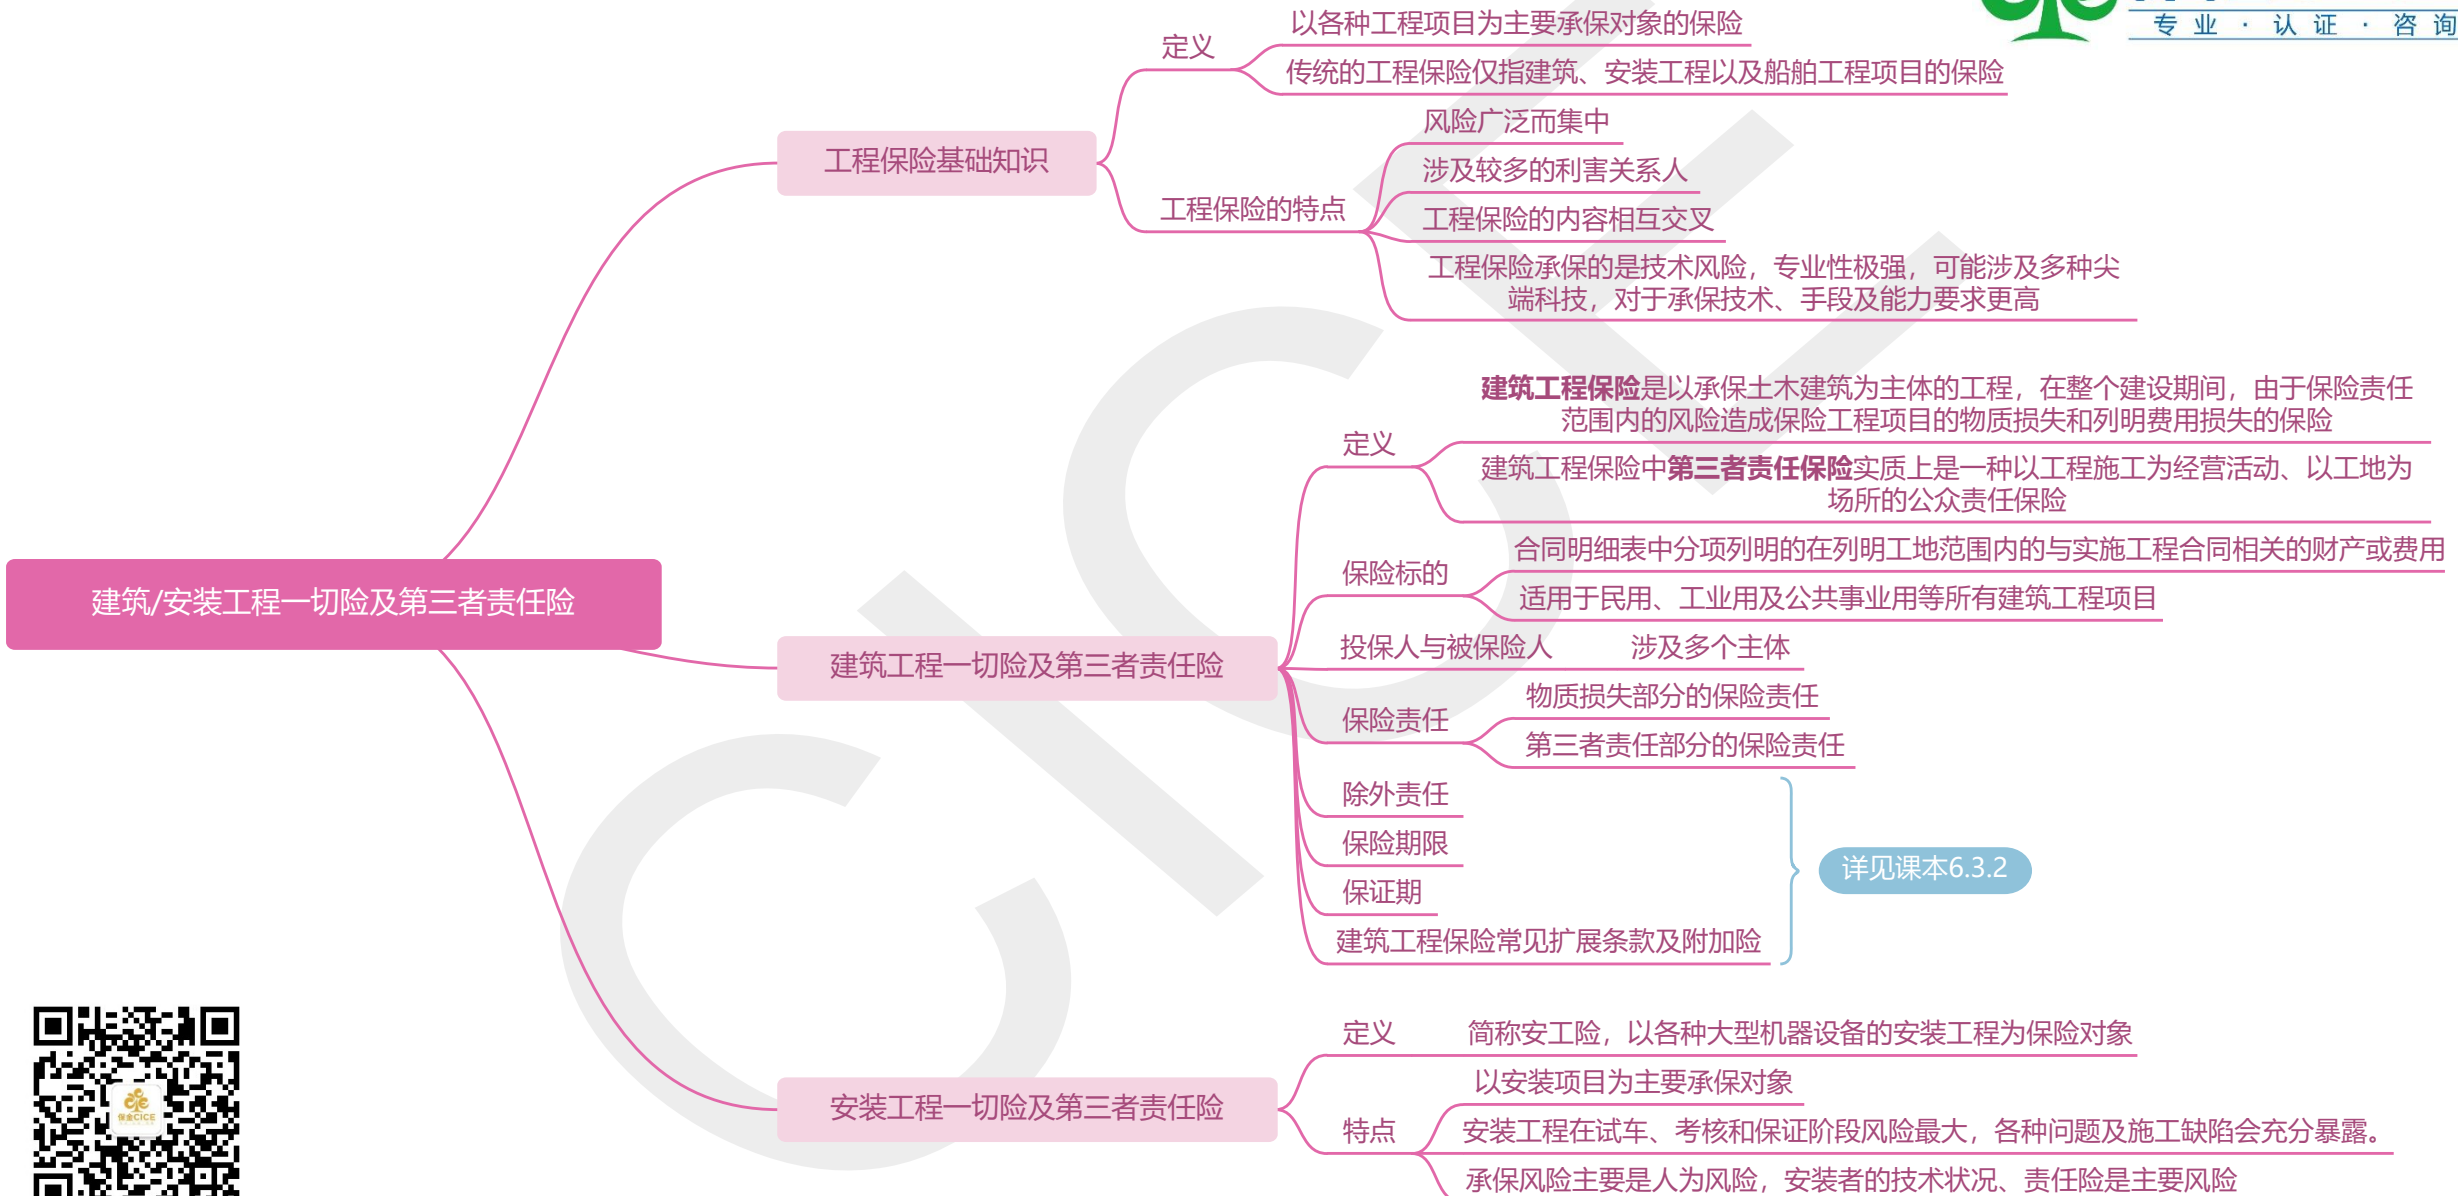 专业·认证·咨询
以各种工程项目为主要承保对象的保险
定义
传统的工程保险仅指建筑、安装工程以及船舶工程项目的保险
工程保险基础知识
风险广泛而集中
涉及较多的利害关系人
工程保险的特点
工程保险的内容相互交叉
工程保险承保的是技术风险，专业性极强，可能涉及多种尖
端科技，对于承保技术、手段及能力要求更高
建筑/安装工程一切险及第三者责任险
建筑工程一切险及第三者责任险
定义
建筑工程保险是以承保土木建筑为主体的工程，在整个建设期间，由于保险责任
范围内的风险造成保险工程项目的物质损失和列明费用损失的保险
建筑工程保险中第三者责任保险实质上是一种以工程施工为经营活动、以工地为
场所的公众责任保险
保险标的
合同明细表中分项列明的在列明工地范围内的与实施工程合同相关的财产或费用
适用于民用、工业用及公共事业用等所有建筑工程项目
投保人与被保险人 涉及多个主体
保险责任
物质损失部分的保险责任
第三者责任部分的保险责任
除外责任
保险期限
保证期
建筑工程保险常见扩展条款及附加险
详见课本6.3.2
安装工程一切险及第三者责任险
定义 简称安工险，以各种大型机器设备的安装工程为保险对象
特点
以安装项目为主要承保对象
安装工程在试车、考核和保证阶段风险最大，各种问题及施工缺陷会充分暴露。
承保风险主要是人为风险，安装者的技术状况、责任险是主要风险
保金CICE
CICE